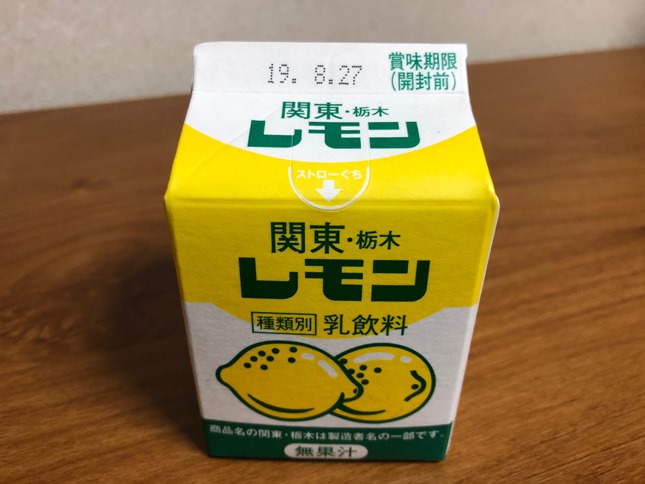 19. 8.27
賞味期限
(開封前)
関東・栃木
レモン
ストローぐち
関東・栃木
レモン
種類別 乳飲料
商品名の関東・栃木は製造者名の一部です。
無果汁